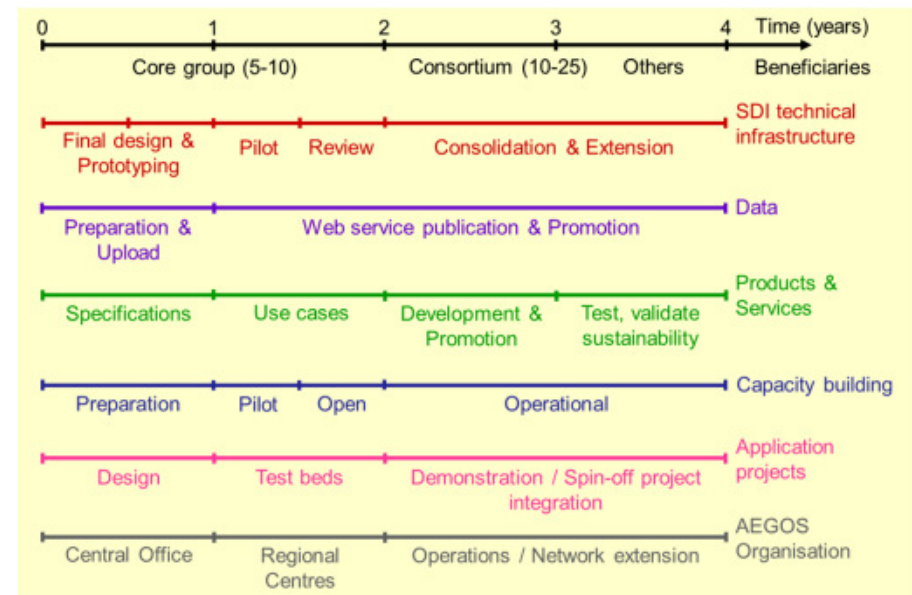 0 1 2 3 4 Time (years)
Core group (5-10) Consortium (10-25) Others Beneficiaries
SDI technical
infrastructure
Final design &
Prototyping
Pilot
Review
Consolidation & Extension
Data
Preparation &
Upload
Web service publication & Promotion
Products &
Services
Specifications
Use cases
Development &
Promotion
Test, validate
sustainability
Capacity building
Preparation
Pilot
Open
Operational
Application
projects
Design
Test beds
Demonstration / Spin-off project
integration
AEGOS
Organisation
Central Office
Regional
Centres
Operations / Network extension